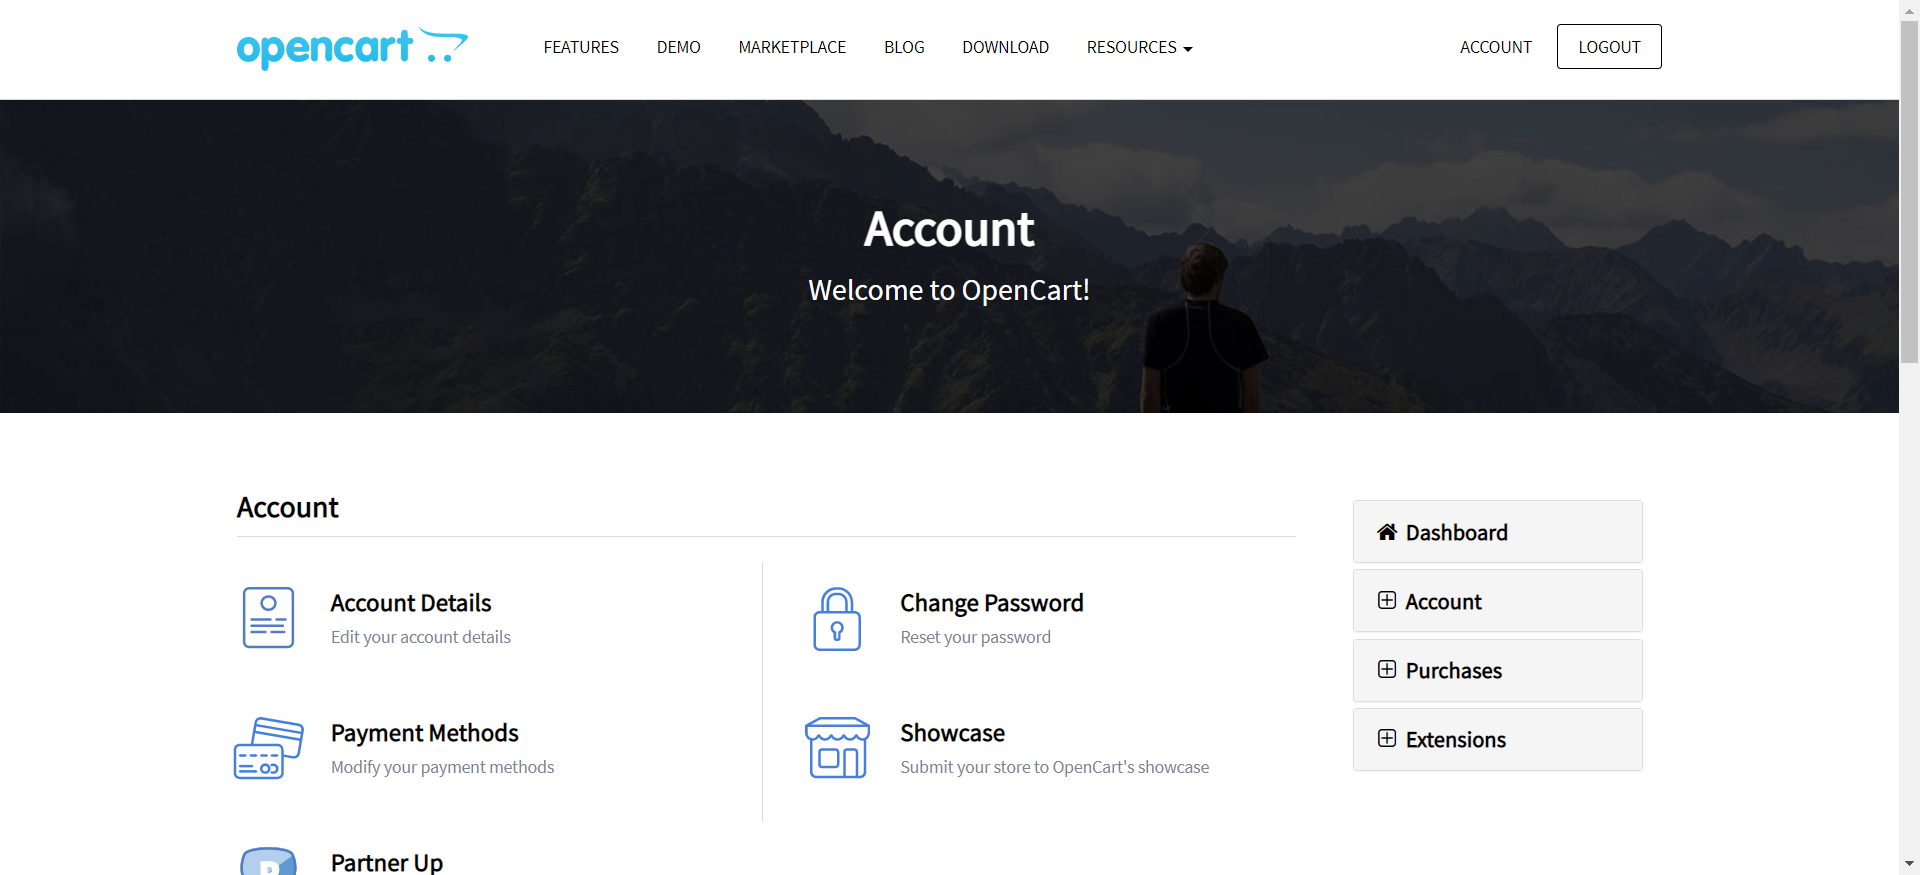 opencart
FEATURES DEMO MARKETPLACE BLOG DOWNLOAD RESOURCES
ACCOUNT LOGOUT
Account
Welcome to OpenCart!
Account
Account Details
Edit your account details
Change Password
Reset your password
Payment Methods
Modify your payment methods
Showcase
Submit your store to OpenCart's showcase
Partner Up
Dashboard
Account
Purchases
Extensions